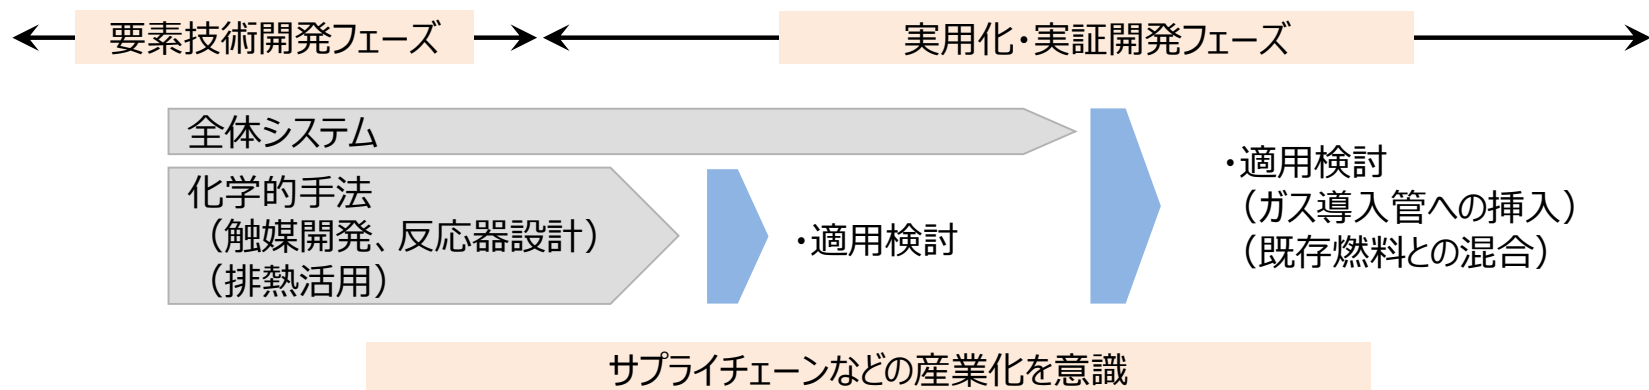 要素技術開発フェーズ
実用化・実証開発フェーズ
全体システム
化学的手法
（触媒開発、反応器設計）
（排熱活用）
・適用検討
・適用検討
（ガス導入管への挿入）
（既存燃料との混合）
サプライチェーンなどの産業化を意識